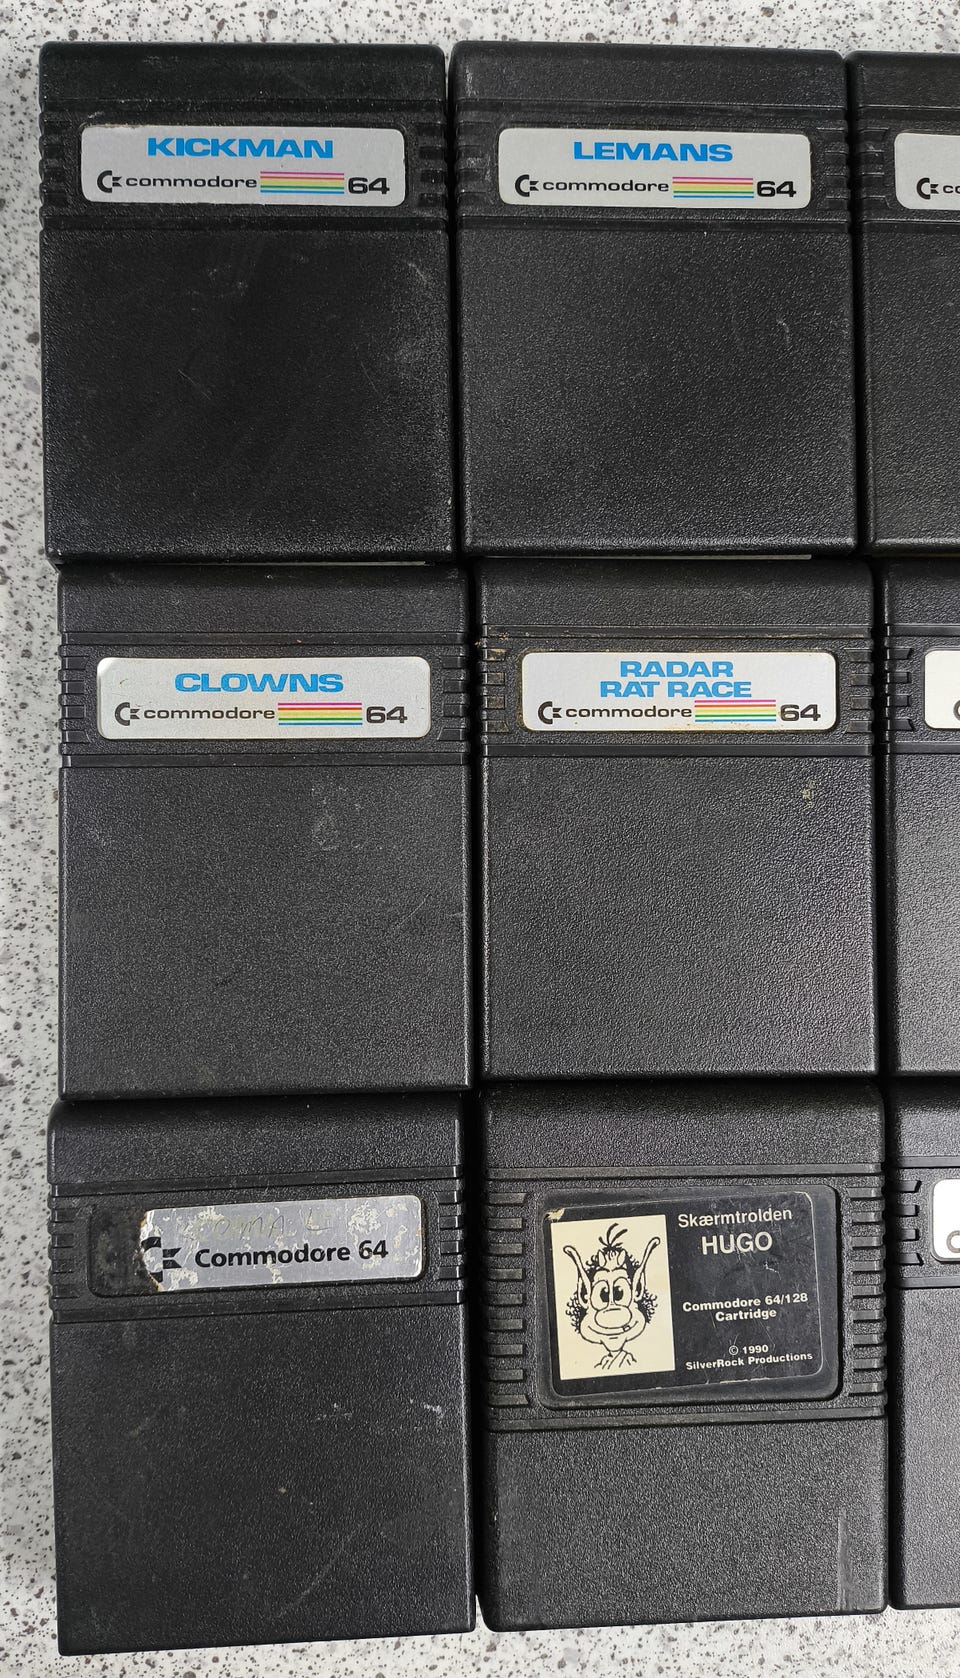 KICKMAN
commodore 64
LEMANS
commodore 64
CLOWNS
commodore 64
RADAR
RAT RACE
commodore 64
Commodore 64
Skærmtrolden
HUGO
Commodore 64/128
Cartridge
© 1990
SilverRock Productions